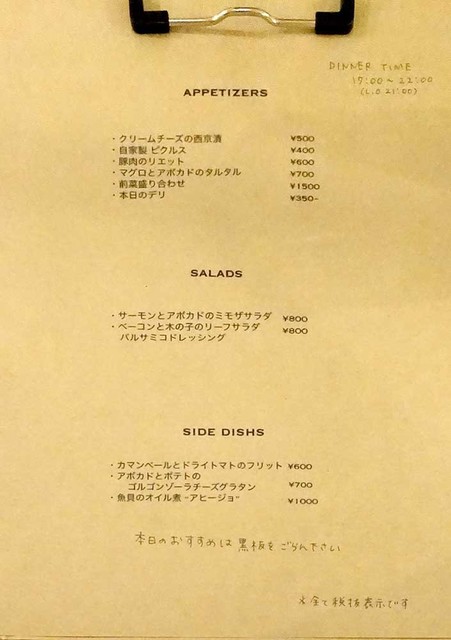 DINNER TIME
17:00～22:00
(L.O 21:00)
APPETIZERS
・クリームチーズの西京漬 ¥500
・自家製 ピクルス ¥400
・豚肉のリエット ¥600
・マグロとアボカドのタルタル ¥700
・前菜盛り合わせ ¥1500
・本日のデリ ¥350-
SALADS
・サーモンとアボカドのミモザサラダ ¥800
・ベーコンと木の子のリーフサラダ ¥800
バルサミコドレッシング
SIDE DISHS
・カマンベールとドライトマトのフリット ¥600
・アボカドとポテトの
ゴルゴンゾーラチーズグラタン ¥700
・魚貝のオイル煮 “アヒージョ” ¥1000
本日のおすすめは黒板をごらん下さい
※全て税抜表示です